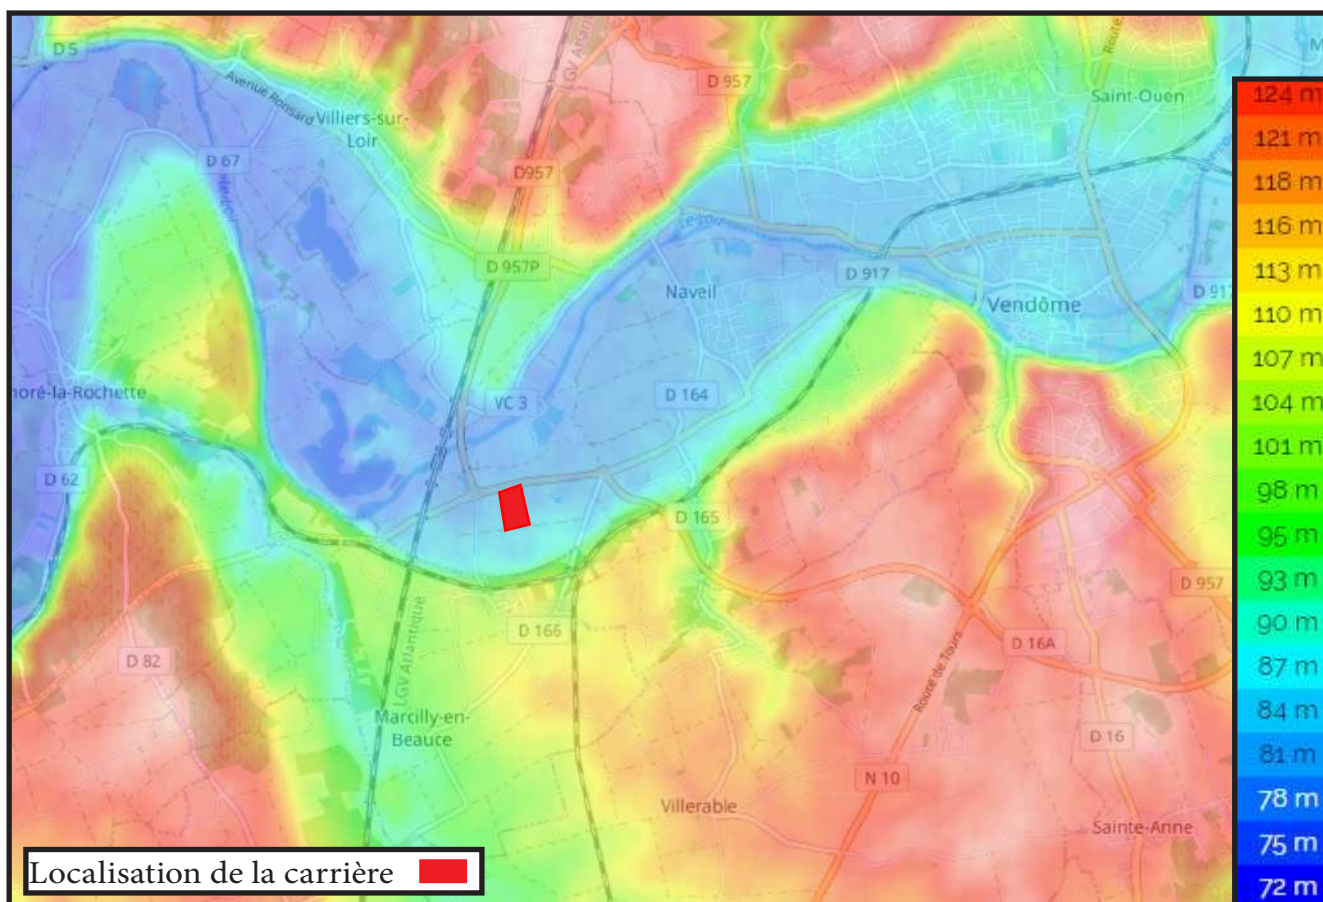 D 5
LGV Atlanti
D 957
Route
Saint-Ouen
Avenue Ronsard
Villiers-sur-
Loir
D 67
D957
Le Loir
D 957P
Naveil
D 917
Vendôme
D 917
noré-la-Rochette
VC 3
D 164
D 62
D 165
D 957
LGV Atlantique
D 166
D 16A
D 82
Route de Tours
Marcilly-en-
Beauce
D 16
N 10
Villerable
Sainte-Anne
Localisation de la carrière
124 m
121 m
118 m
116 m
113 m
110 m
107 m
104 m
101 m
98 m
95 m
93 m
90 m
87 m
84 m
81 m
78 m
75 m
72 m